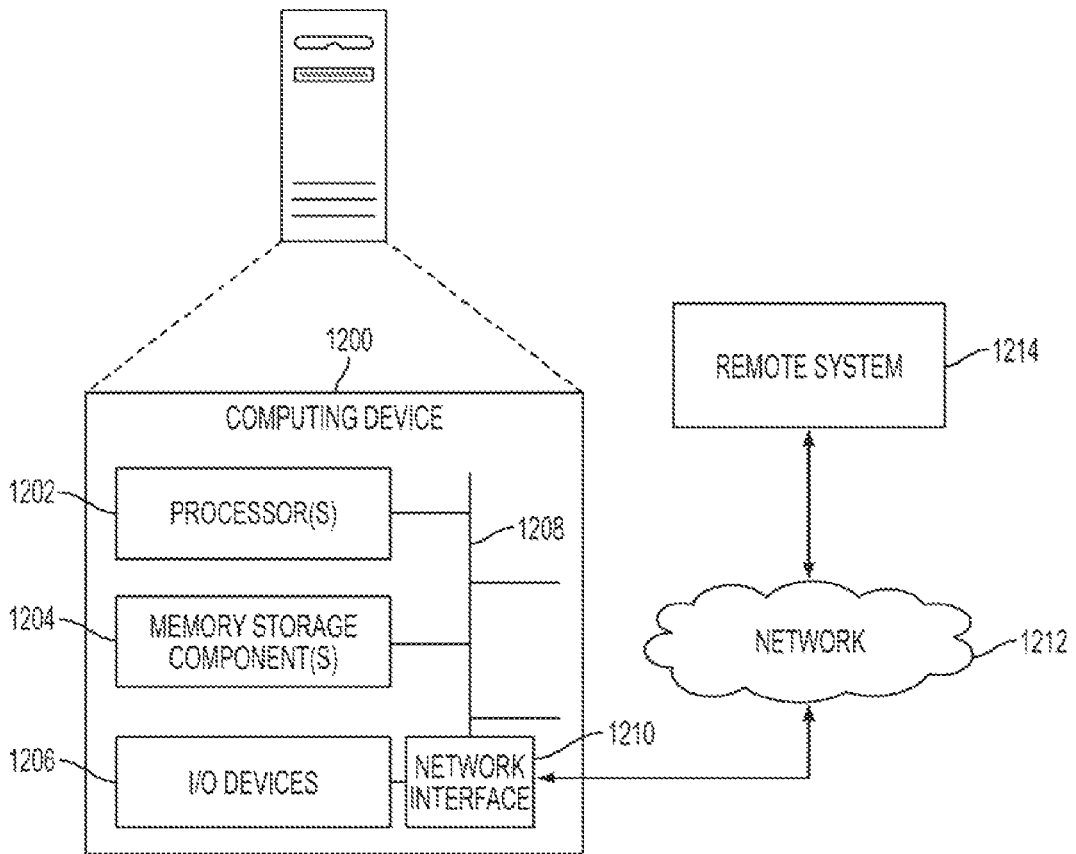 1200
COMPUTING DEVICE
1202
PROCESSOR(S)
1208
1204
MEMORY STORAGE
COMPONENT(S)
1206
I/O DEVICES
1210
NETWORK
INTERFACE
REMOTE SYSTEM
1214
NETWORK
1212